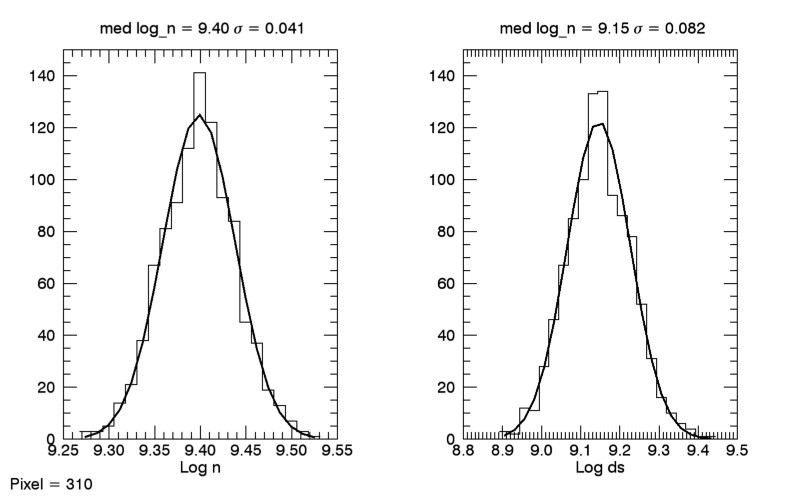 med log_n = 9.40 σ = 0.041
med log_n = 9.15 σ = 0.082
140
120
100
80
60
40
20
0
9.25 9.30 9.35 9.40 9.45 9.50 9.55
Log n
140
120
100
80
60
40
20
0
8.8 8.9 9.0 9.1 9.2 9.3 9.4 9.5
Log ds
Pixel = 310